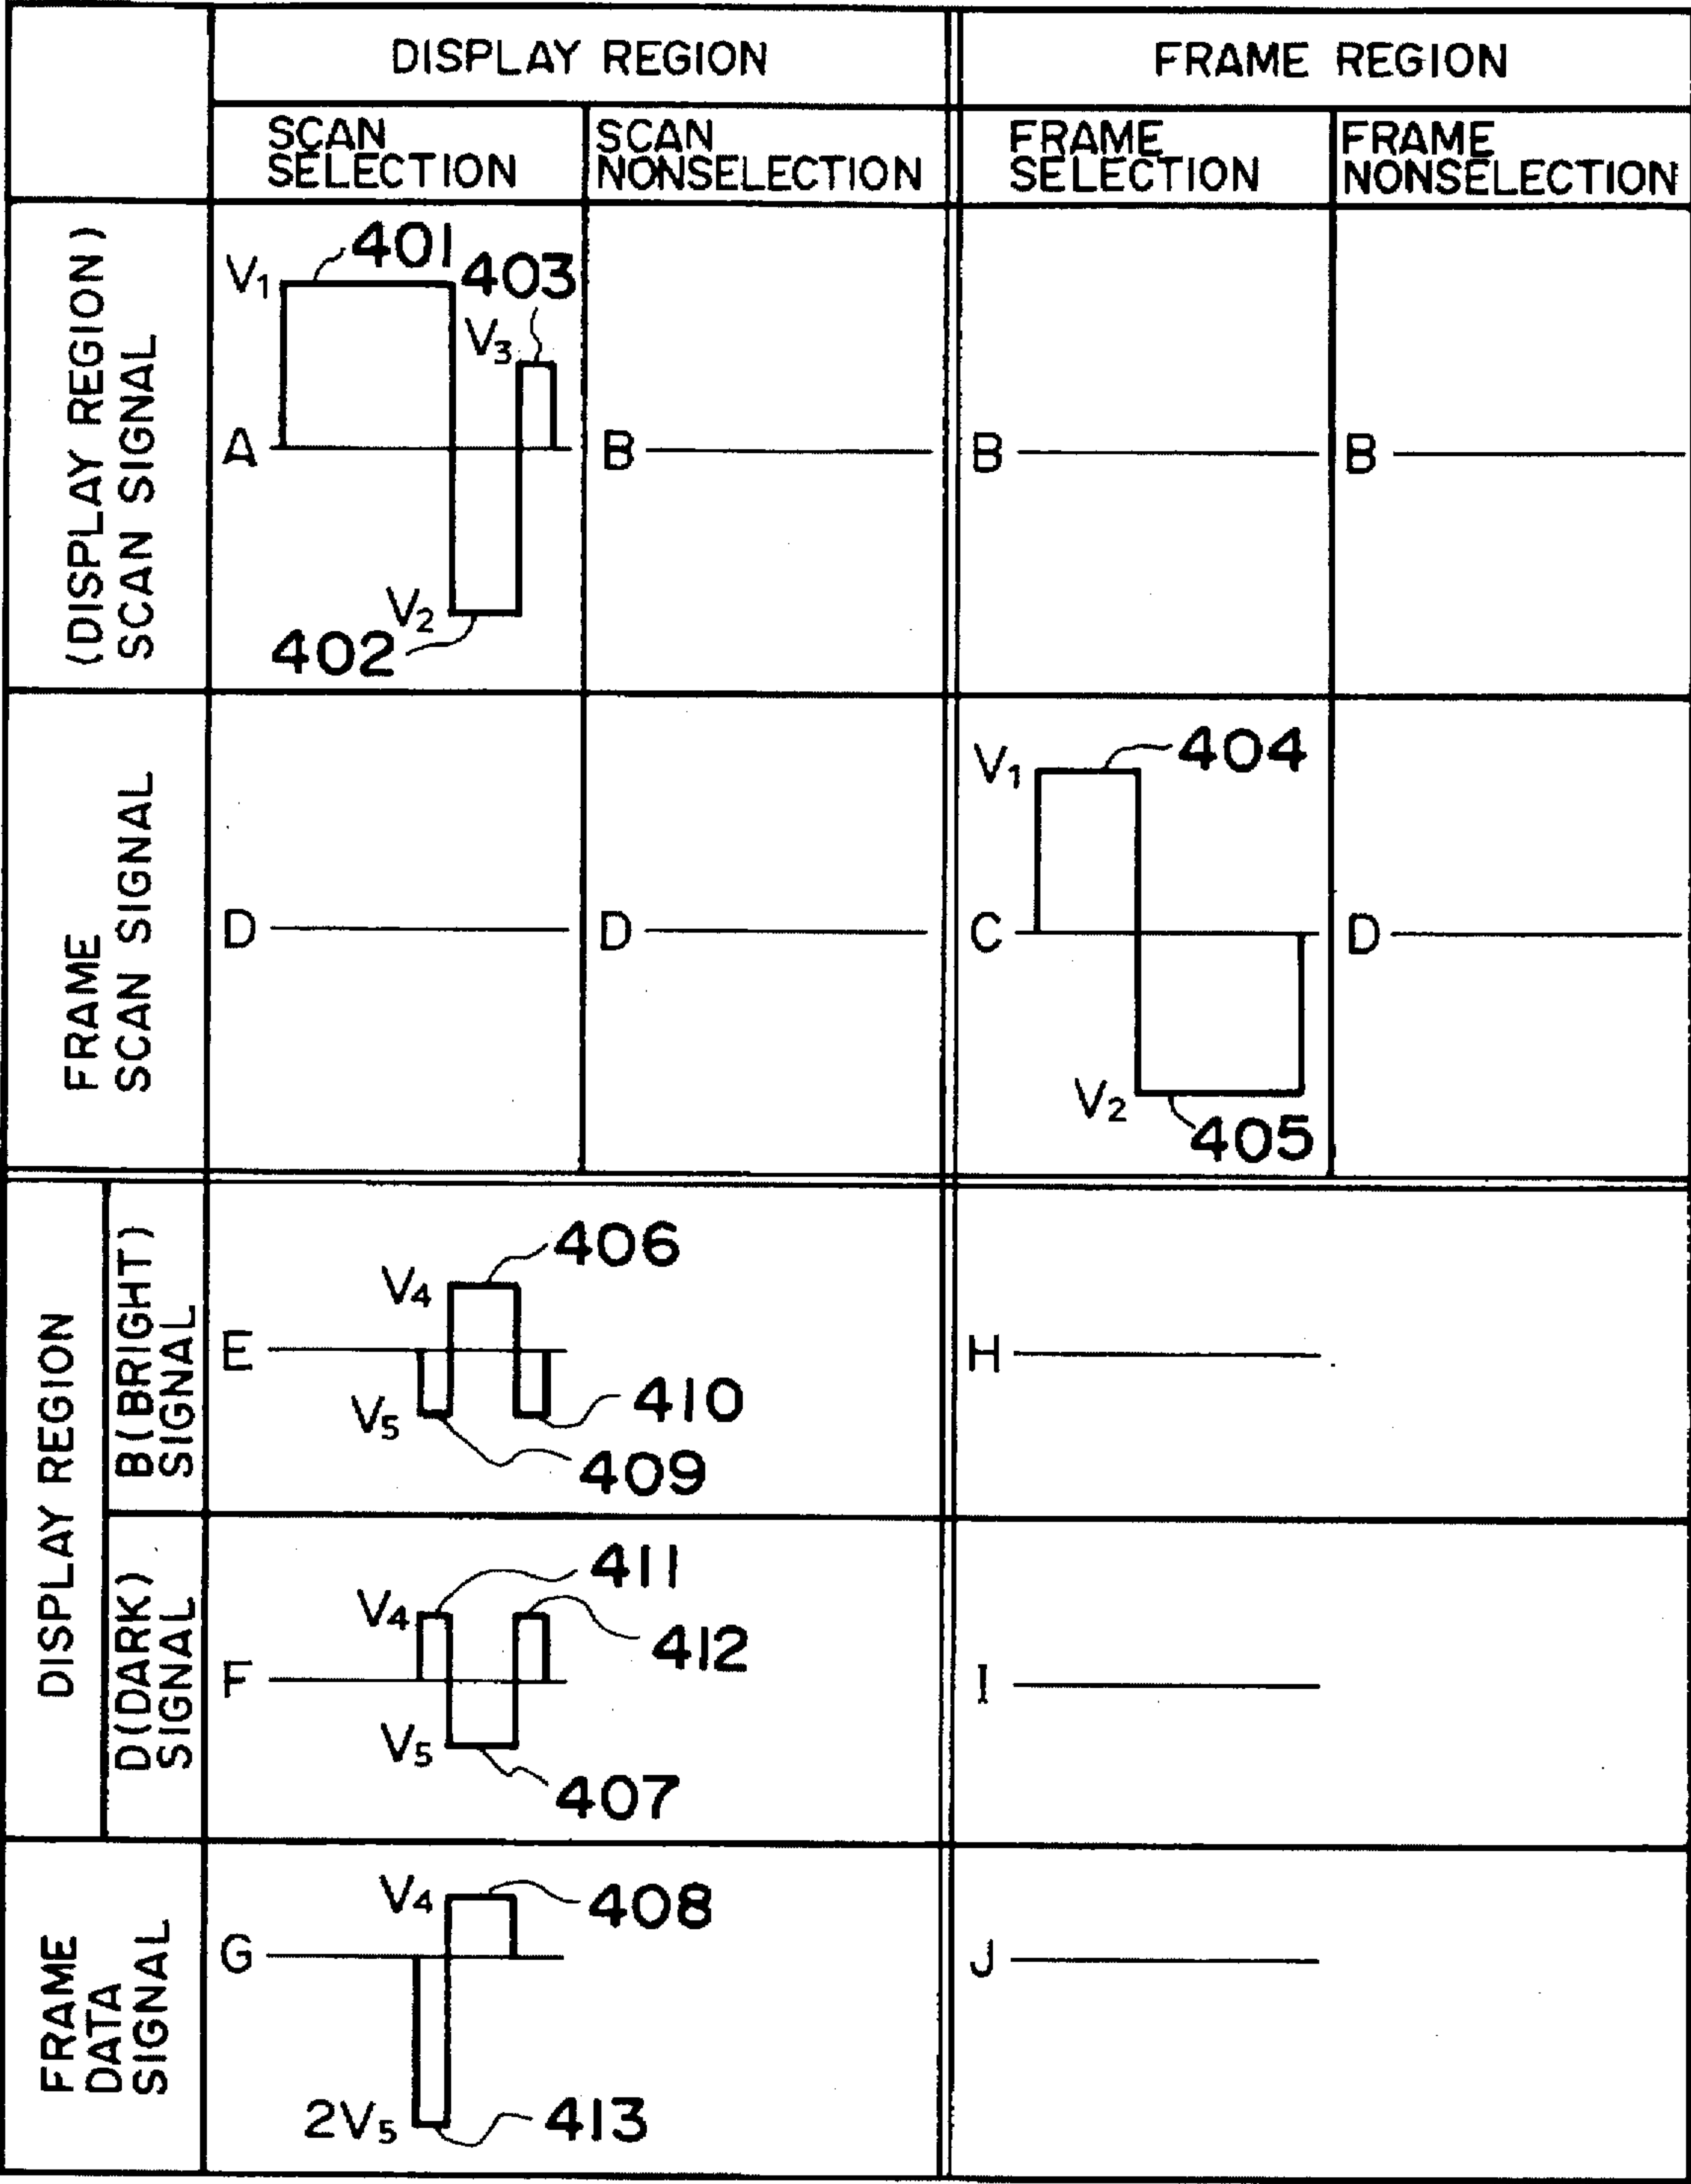 DISPLAY REGION
FRAME REGION
SCAN
SELECTION
SCAN
NONSELECTION
FRAME
SELECTION
FRAME
NONSELECTION
(DISPLAY REGION)
SCAN SIGNAL
V1
401
403
V3
A
V2
402
B
B
B
FRAME
SCAN SIGNAL
D
D
V1
404
C
V2
405
D
DISPLAY REGION
B(BRIGHT)
SIGNAL
406
V4
E
V5
410
409
H
D(DARK)
SIGNAL
411
V4
412
F
V5
407
I
FRAME
DATA
SIGNAL
V4
408
G
2V5
413
J